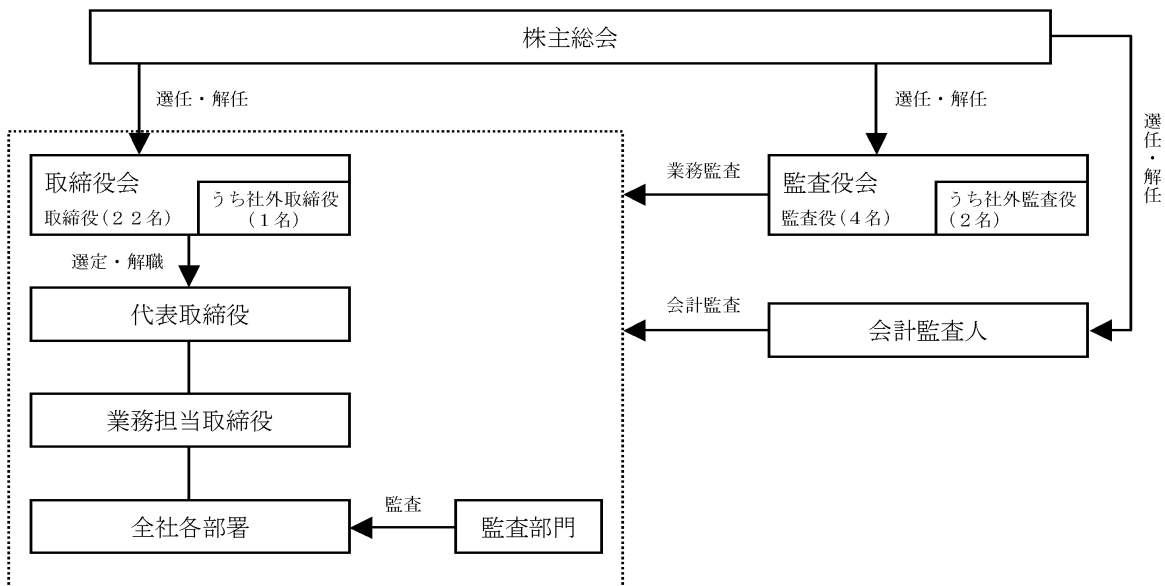 株主総会
選任・解任
選任・解任
選任・解任
取締役会
取締役(22名)
うち社外取締役
(1名)
業務監査
監査役会
監査役(4名)
うち社外監査役
(2名)
選定・解職
代表取締役
会計監査
会計監査人
業務担当取締役
全社各部署
監査
監査部門